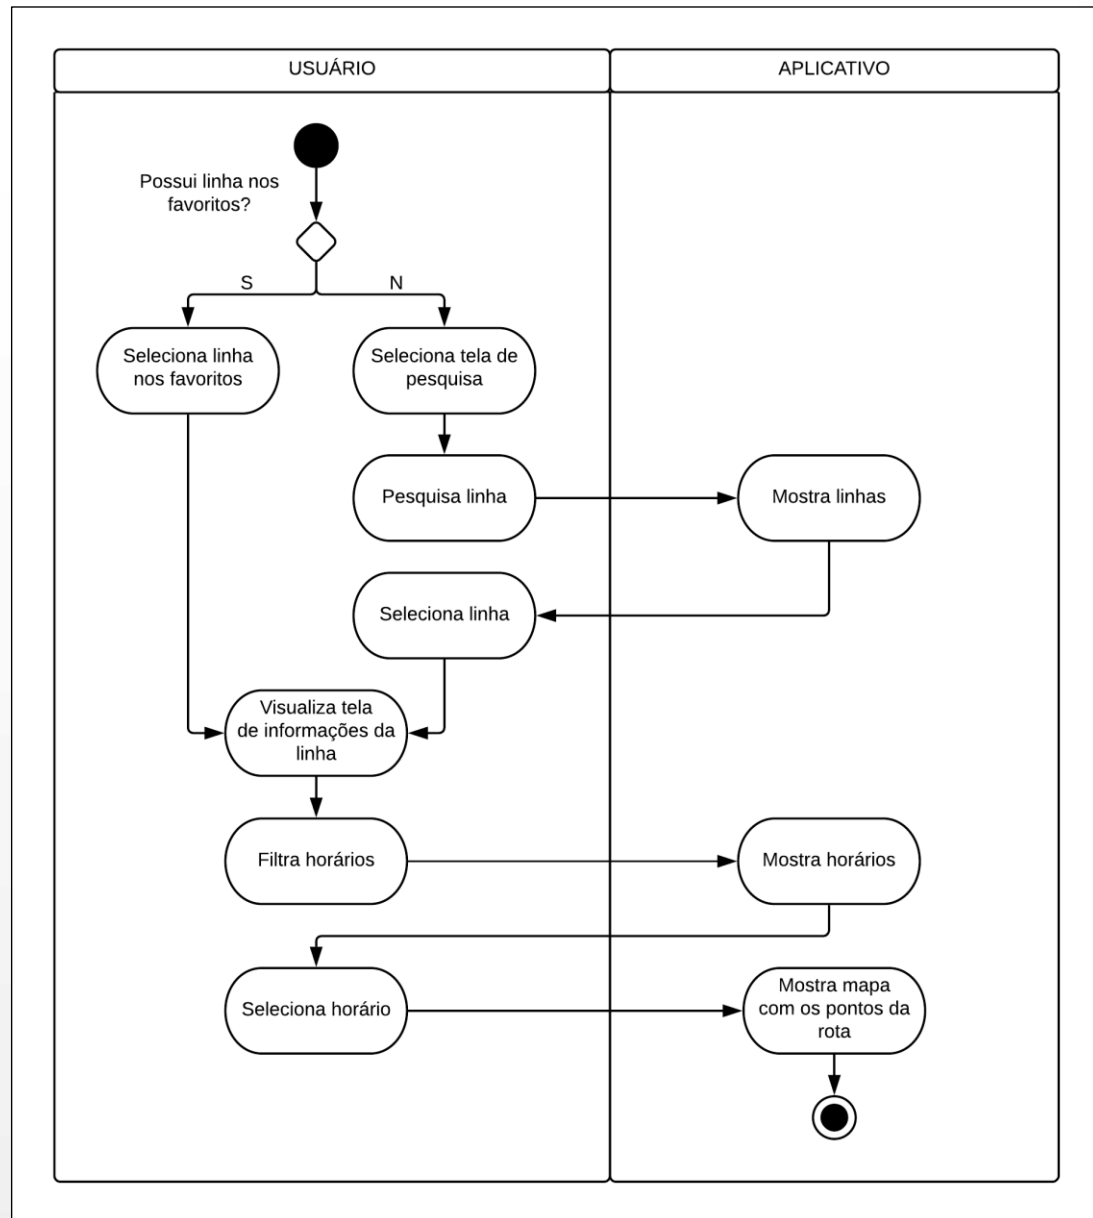 USUÁRIO
APLICATIVO
Possui linha nos
favoritos?
S
N
Seleciona linha
nos favoritos
Seleciona tela de
pesquisa
Pesquisa linha
Mostra linhas
Seleciona linha
Visualiza tela
de informações da
linha
Filtra horários
Mostra horários
Seleciona horário
Mostra mapa
com os pontos da
rota